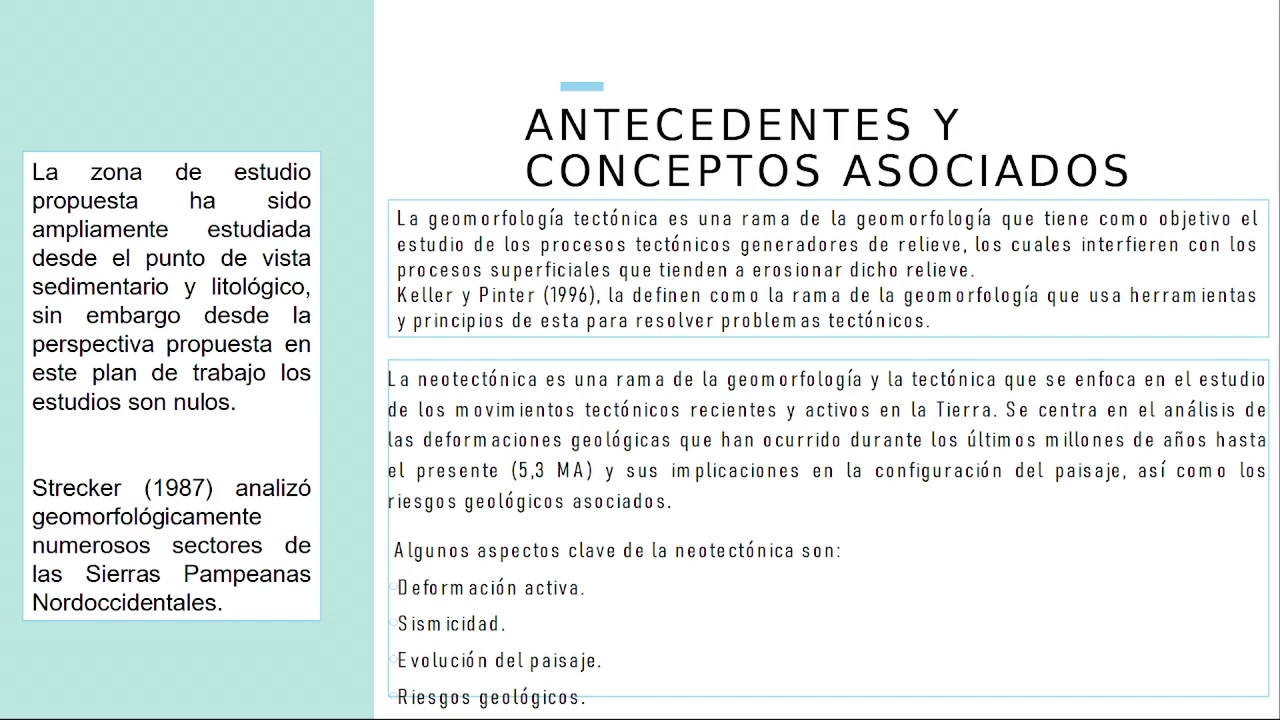 ANTECEDENTES Y
CONCEPTOS ASOCIADOS
La zona de estudio
propuesta ha sido
ampliamente estudiada
desde el punto de vista
sedimentario y litológico,
sin embargo desde la
perspectiva propuesta en
este plan de trabajo los
estudios son nulos.
Strecker (1987) analizó
geomorfológicamente
numerosos sectores de
las Sierras Pampeanas
Nordoccidentales.
La geomorfología tectónica es una rama de la geomorfología que tiene como objetivo el
estudio de los procesos tectónicos generadores de relieve, los cuales interfieren con los
procesos superficiales que tienden a erosionar dicho relieve.
Keller y Pinter (1996), la definen como la rama de la geomorfología que usa herramientas
y principios de esta para resolver problemas tectónicos.
La neotectónica es una rama de la geomorfología y la tectónica que se enfoca en el estudio
de los movimientos tectónicos recientes y activos en la Tierra. Se centra en el análisis de
las deformaciones geológicas que han ocurrido durante los últimos millones de años hasta
el presente (5,3 MA) y sus implicaciones en la configuración del paisaje, así como los
riesgos geológicos asociados.
Algunos aspectos clave de la neotectónica son:
Deformación activa.
Sismicidad.
Evolución del paisaje.
Riesgos geológicos.